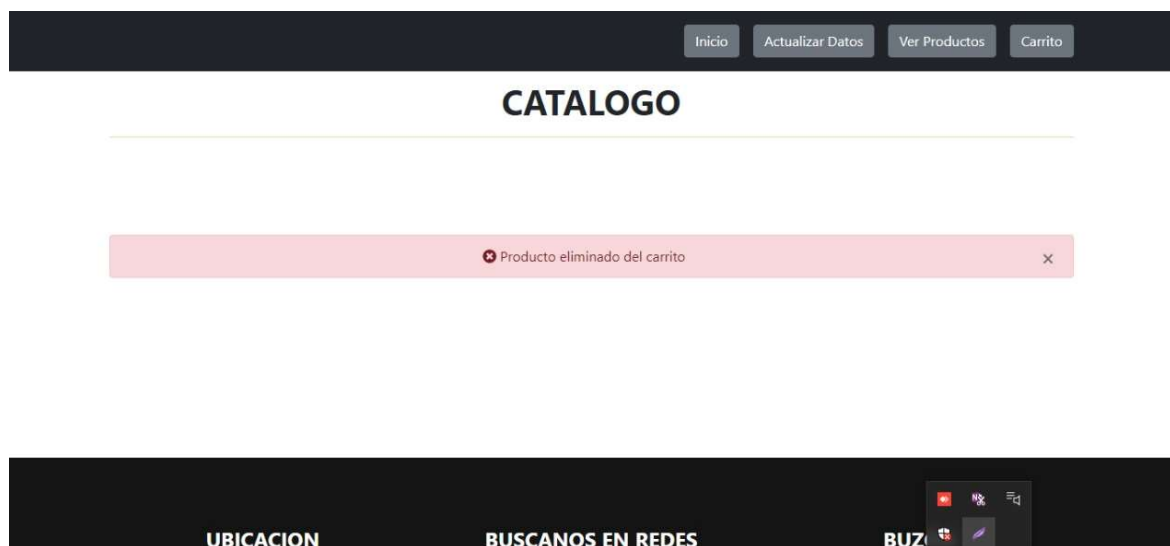 Inicio Actualizar Datos Ver Productos Carrito
CATALOGO
Producto eliminado del carrito
UBICACION BUSCANOS EN REDES